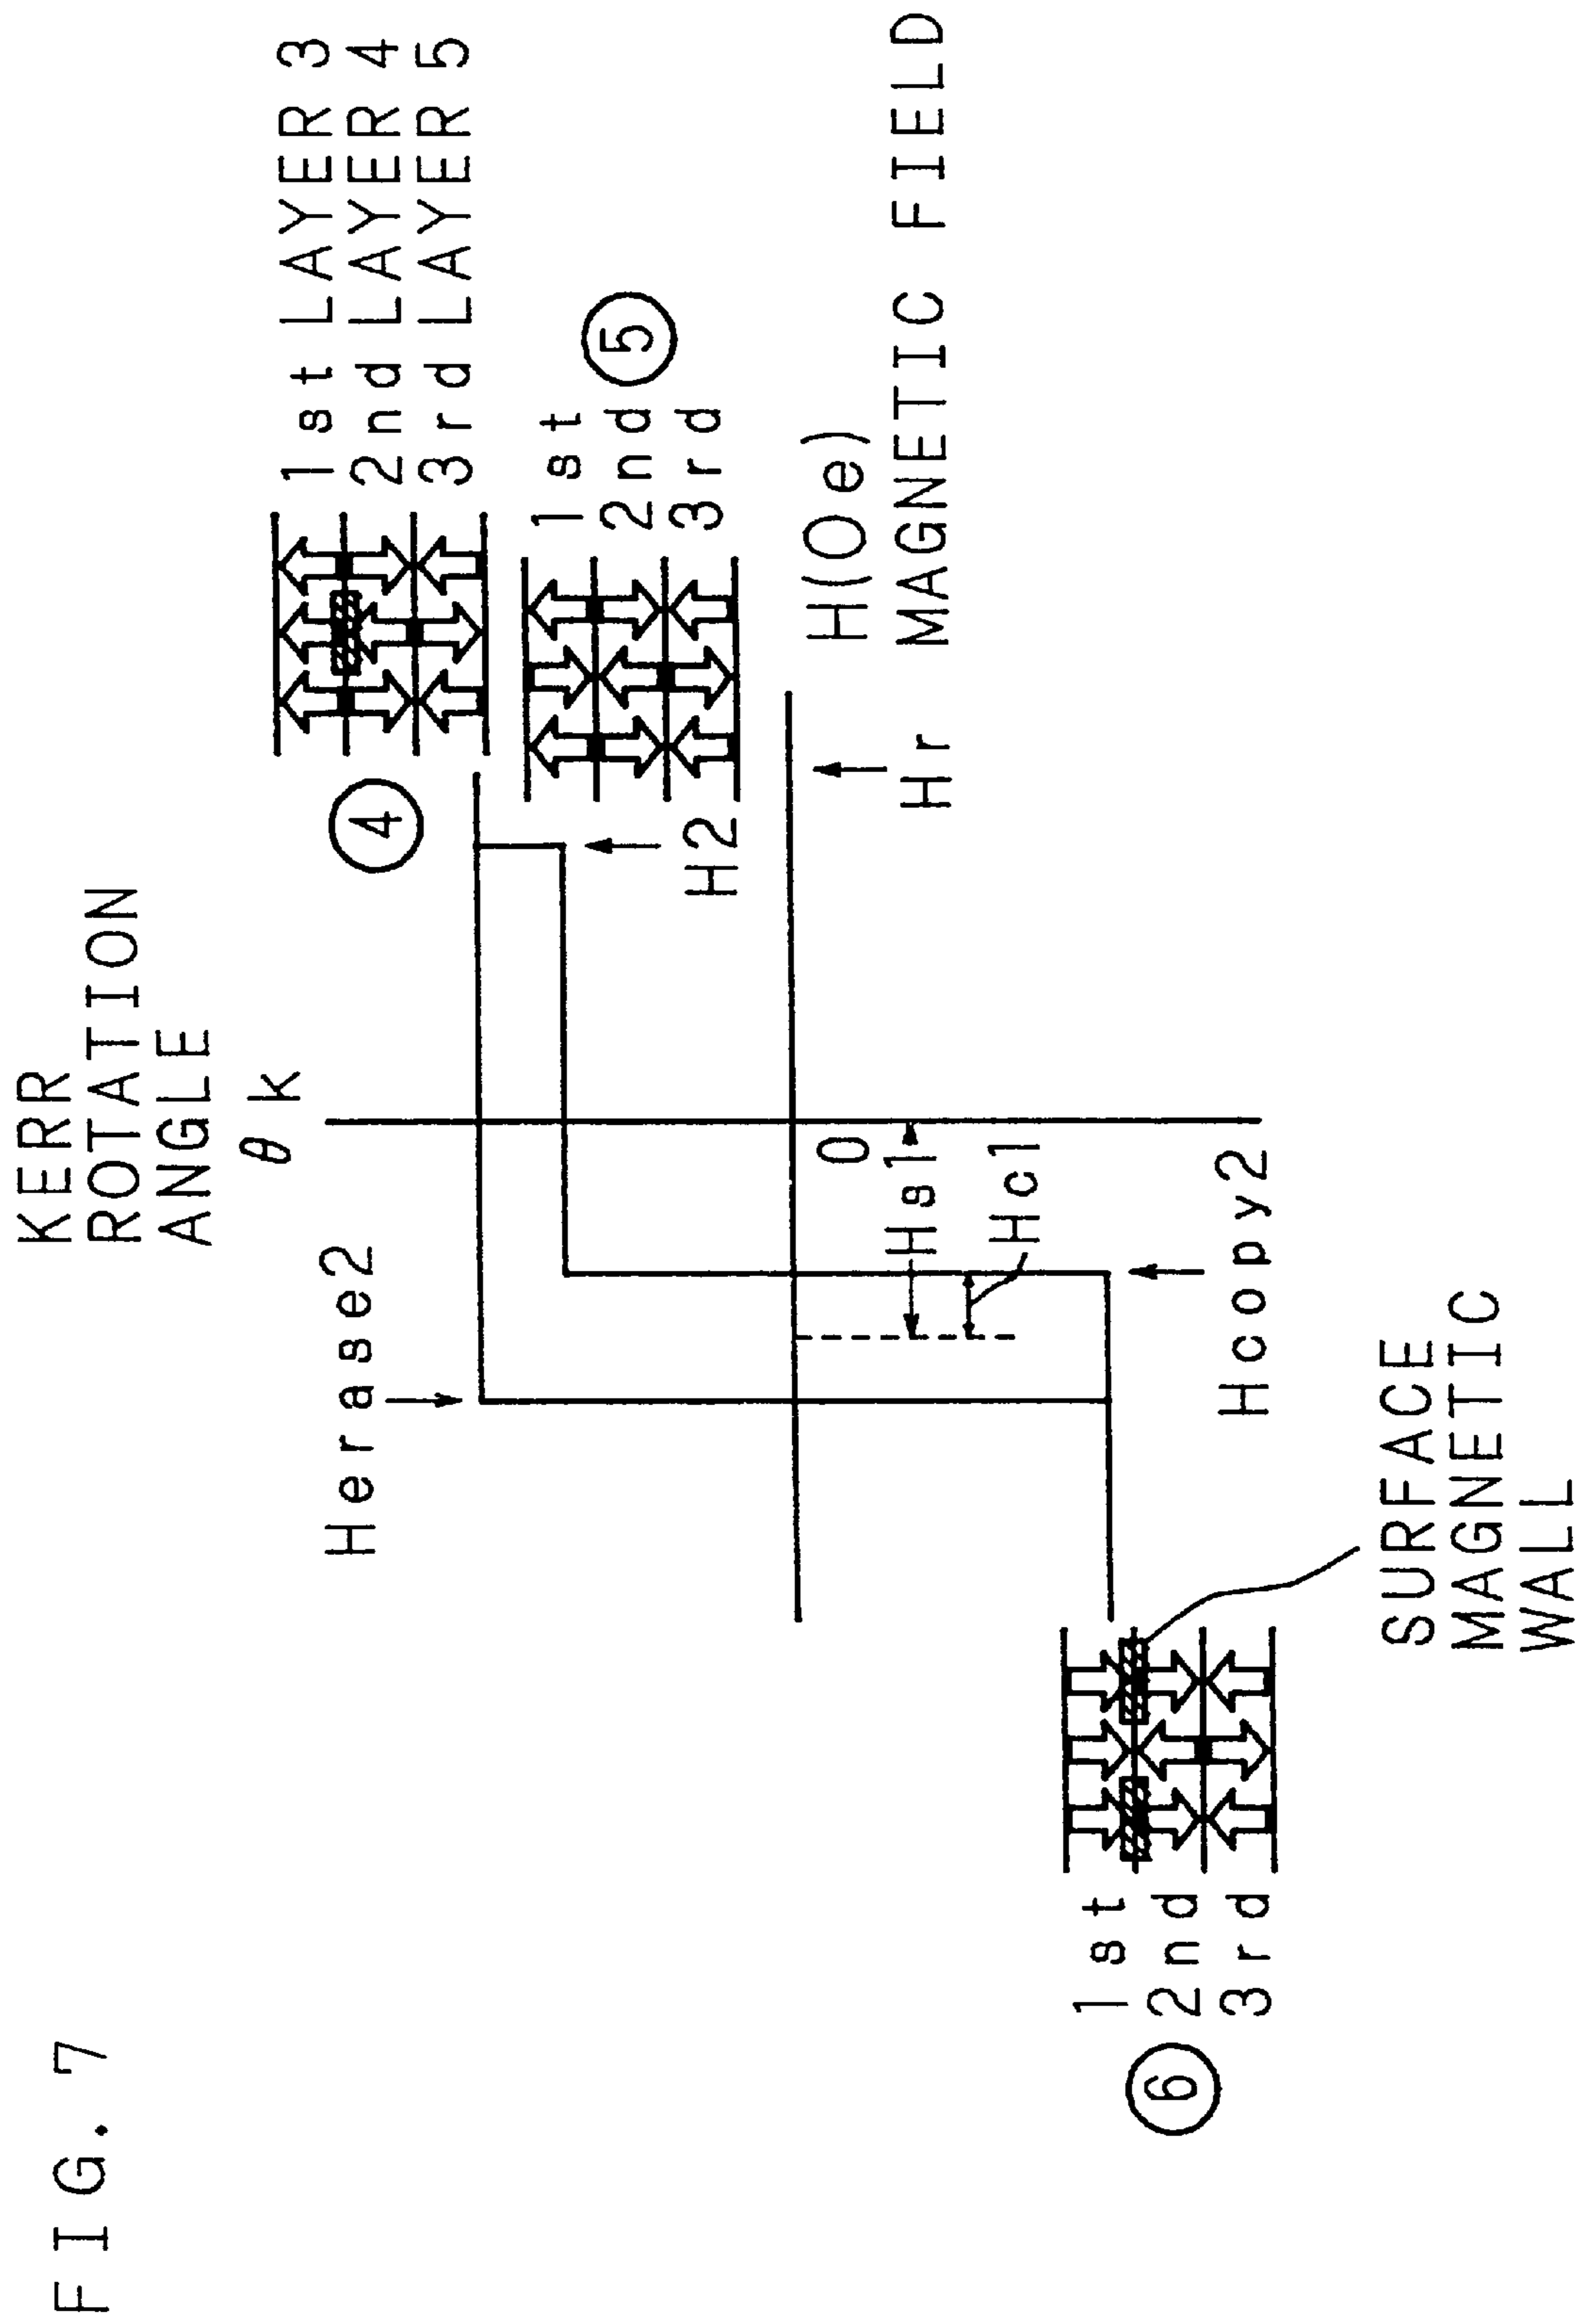 FIG. 7
KERR
ROTATION
ANGLE
θk
Herase2
④
1st LAYER 3
2nd LAYER 4
3rd LAYER 5
1st
2nd ⑤
3rd
H2
H(Oe)
MAGNETIC FIELD
Hr
0
Hs1
Hc1
Hcopy2
⑥
1st
2nd
3rd
SURFACE
MAGNETIC
WALL